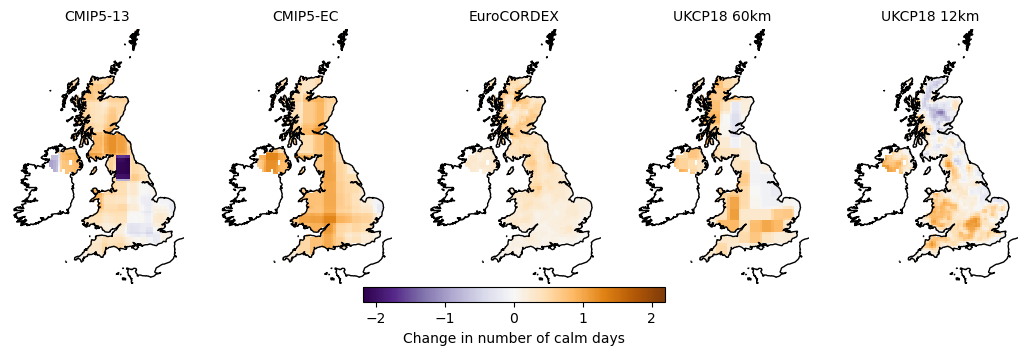 CMIP5-13 CMIP5-EC EuroCORDEX UKCP18 60km UKCP18 12km
−2 −1 0 1 2
Change in number of calm days